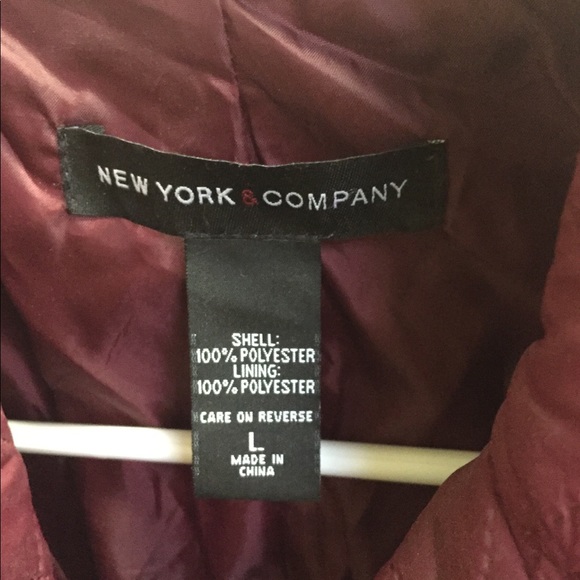 NEW YORK & COMPANY
SHELL:
100% POLYESTER
LINING:
100% POLYESTER
CARE ON REVERSE
L
MADE IN
CHINA